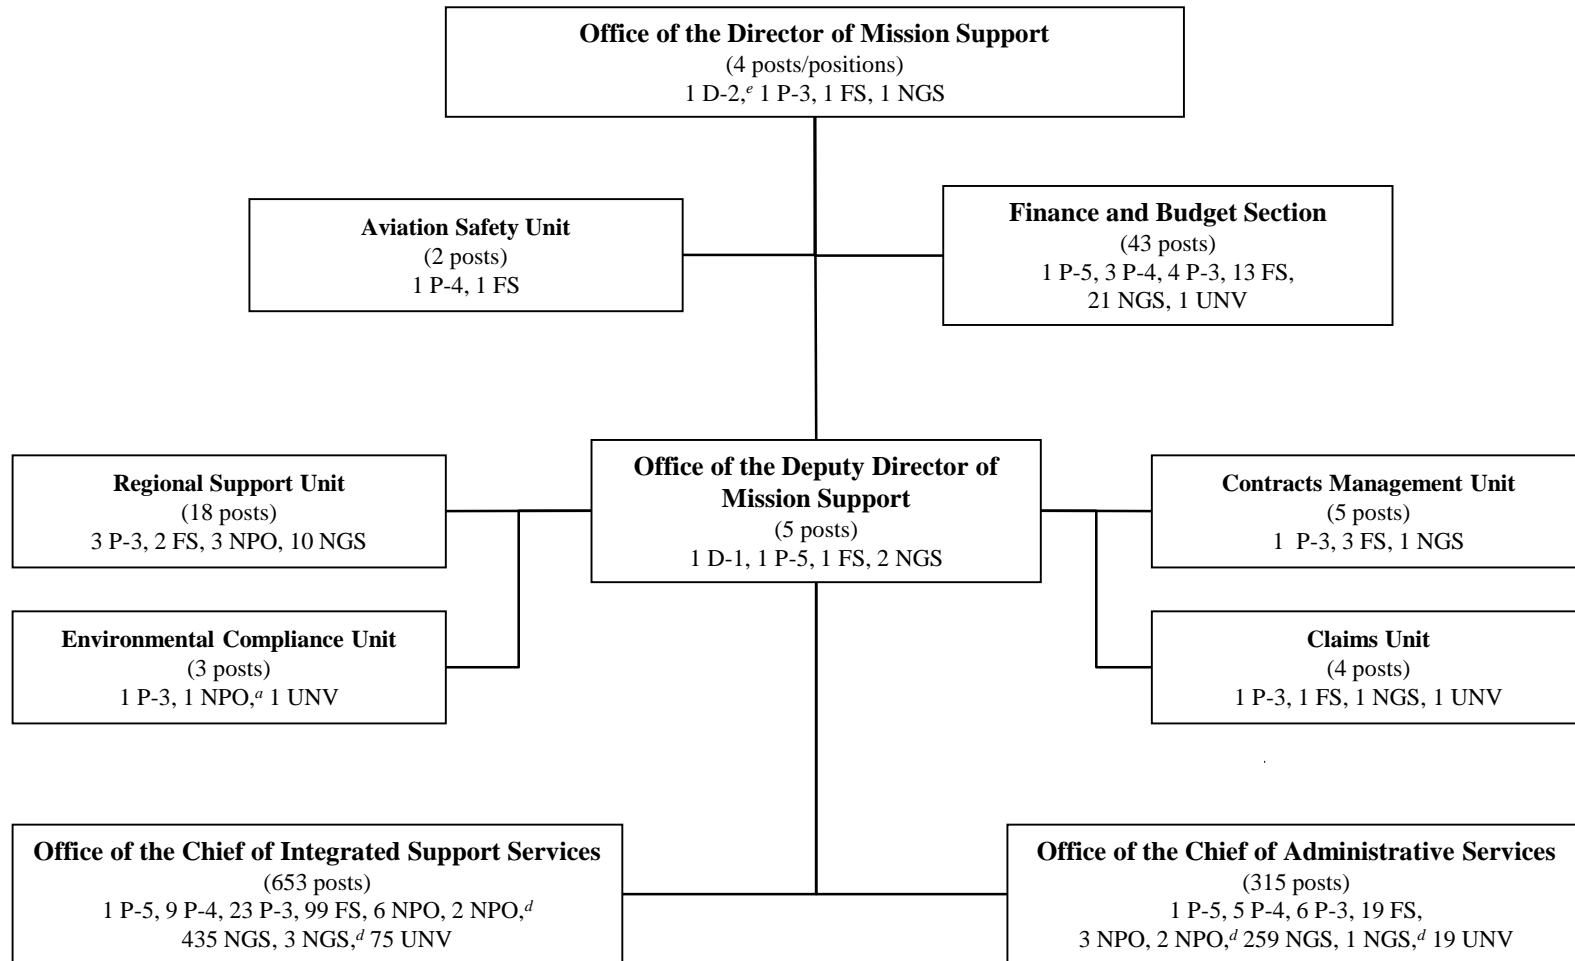 Office of the Director of Mission Support
(4 posts/positions)
1 D-2,e 1 P-3, 1 FS, 1 NGS
Aviation Safety Unit
(2 posts)
1 P-4, 1 FS
Finance and Budget Section
(43 posts)
1 P-5, 3 P-4, 4 P-3, 13 FS,
21 NGS, 1 UNV
Regional Support Unit
(18 posts)
3 P-3, 2 FS, 3 NPO, 10 NGS
Office of the Deputy Director of
Mission Support
(5 posts)
1 D-1, 1 P-5, 1 FS, 2 NGS
Contracts Management Unit
(5 posts)
1 P-3, 3 FS, 1 NGS
Environmental Compliance Unit
(3 posts)
1 P-3, 1 NPO,a 1 UNV
Claims Unit
(4 posts)
1 P-3, 1 FS, 1 NGS, 1 UNV
Office of the Chief of Integrated Support Services
(653 posts)
1 P-5, 9 P-4, 23 P-3, 99 FS, 6 NPO, 2 NPO,d
435 NGS, 3 NGS,d 75 UNV
Office of the Chief of Administrative Services
(315 posts)
1 P-5, 5 P-4, 6 P-3, 19 FS,
3 NPO, 2 NPO,d 259 NGS, 1 NGS,d 19 UNV